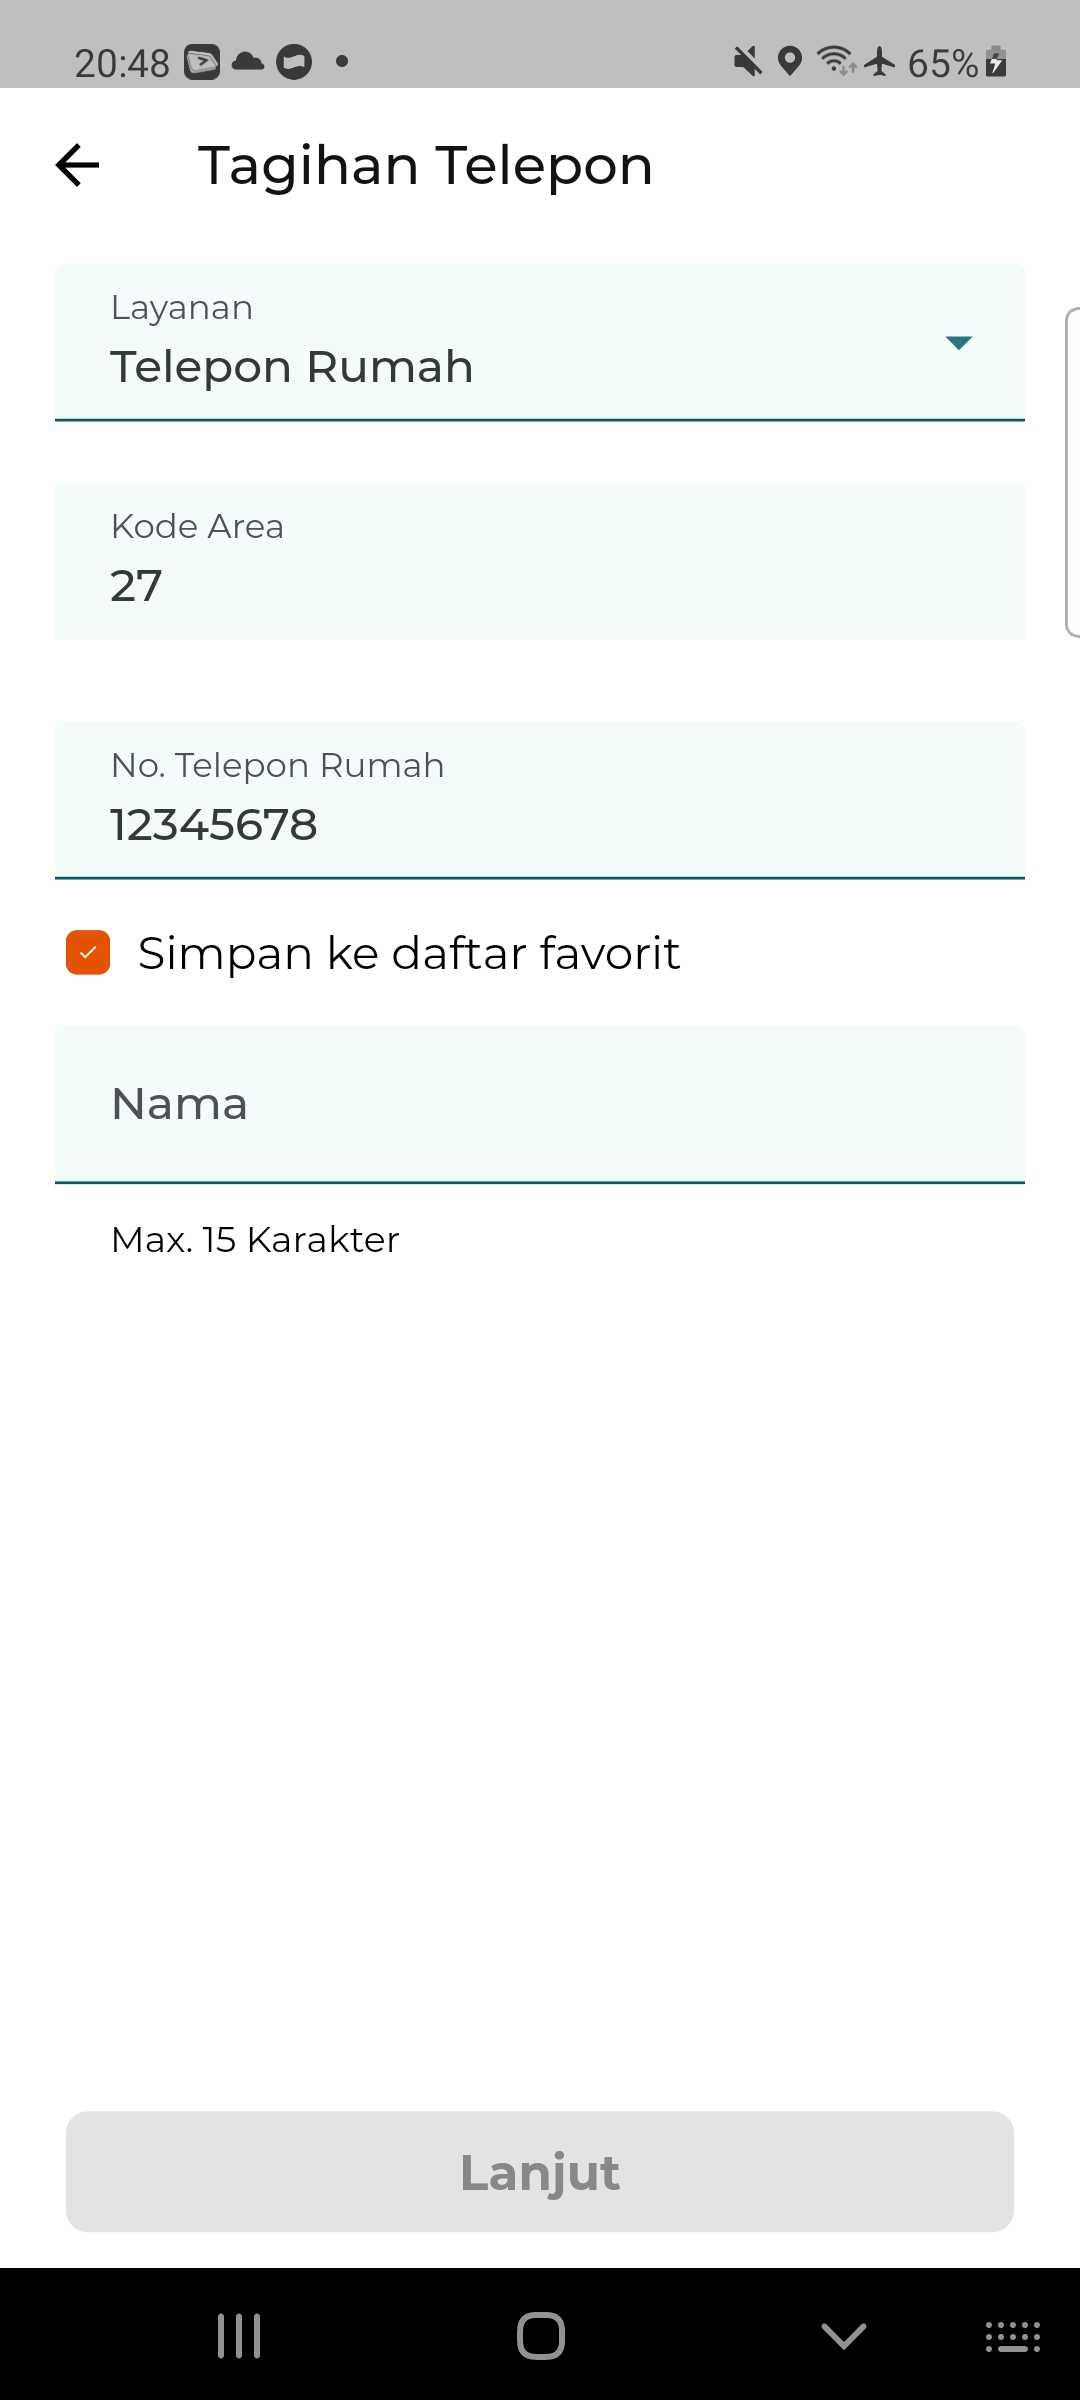 20:48
65%
Tagihan Telepon
Layanan
Telepon Rumah
Kode Area
27
No. Telepon Rumah
12345678
Simpan ke daftar favorit
Nama
Max. 15 Karakter
Lanjut